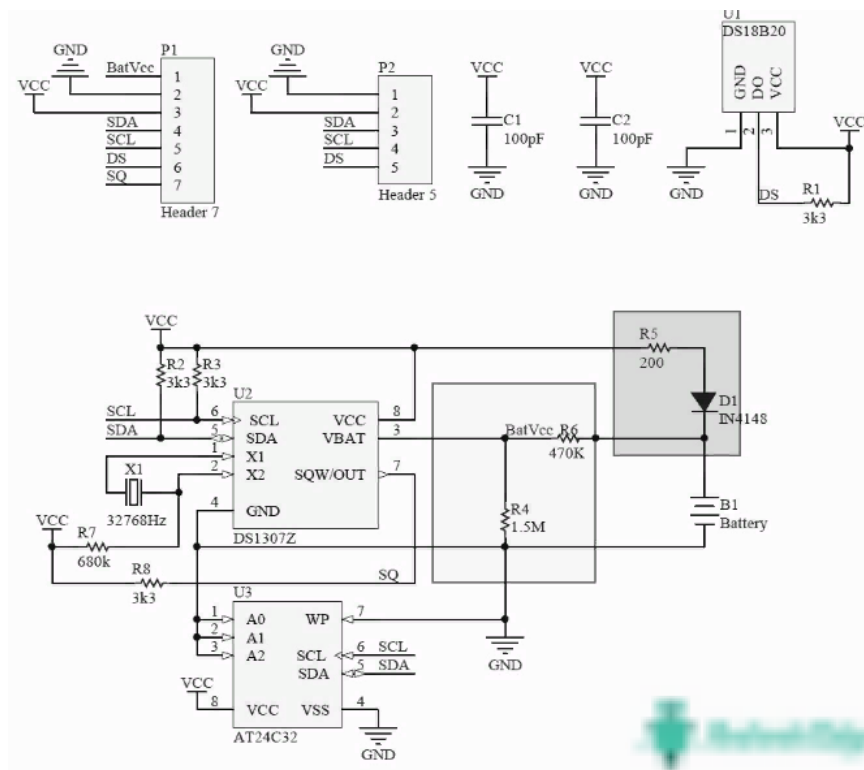 P1
GND
BatVcc
VCC
1
2
3
SDA 4
SCL 5
DS 6
SQ 7
Header 7
P2
GND
VCC
1
2
SDA 3
SCL 4
DS 5
Header 5
VCC
C1
100pF
GND
VCC
C2
100pF
GND
U1
DS18B20
GND DO VCC
1 2 3
VCC
GND
DS
R1
3k3
VCC
R2
3k3
R3
3k3
R5
200
D1
IN4148
U2
SCL 6 SCL VCC 8
SDA 5 SDA VBAT 3
1 X1
2 X2 SQW/OUT 7
4 GND
DS1307Z
BatVcc R6
470K
R4
1.5M
B1
Battery
X1
32768Hz
VCC
R7
680k
R8
3k3
SQ
U3
1 A0 WP 7
2 A1
3 A2 SCL 6 SCL
SDA 5 SDA
VCC
8 VCC VSS 4
AT24C32
GND
GND